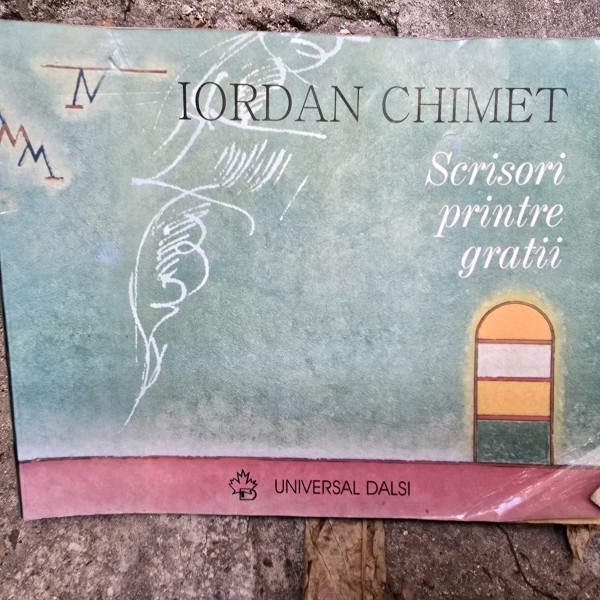 IORDAN CHIMET
Scrisori
printre
gratii
UNIVERSAL DALSI